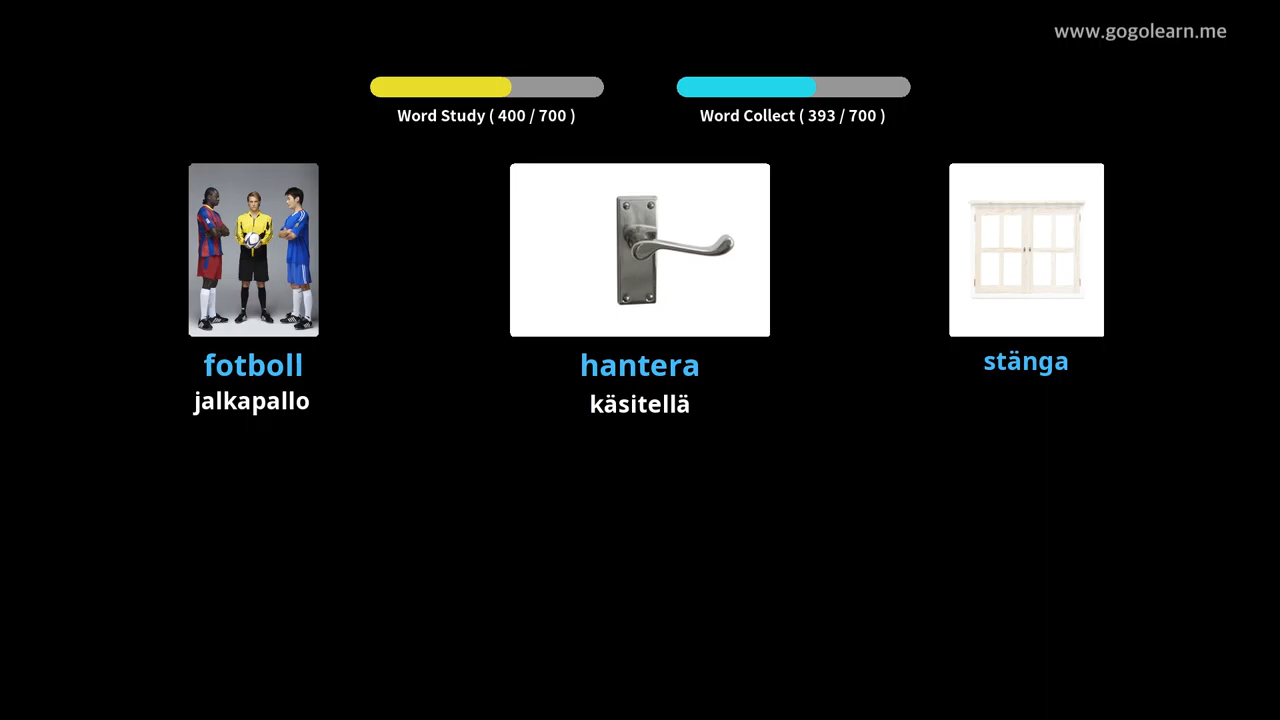 www.gogolearn.me
Word Study ( 400 / 700 )
Word Collect ( 393 / 700 )
fotboll
jalkapallo
hantera
käsitellä
stänga